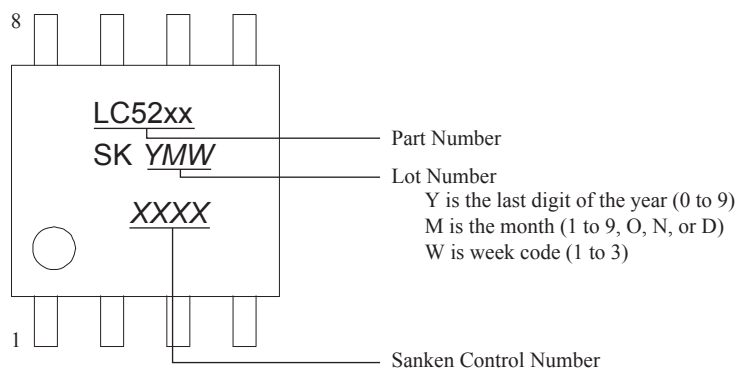 8
LC52xx
SK YMW
XXXX
1
Part Number
Lot Number
Y is the last digit of the year (0 to 9)
M is the month (1 to 9, O, N, or D)
W is week code (1 to 3)
Sanken Control Number